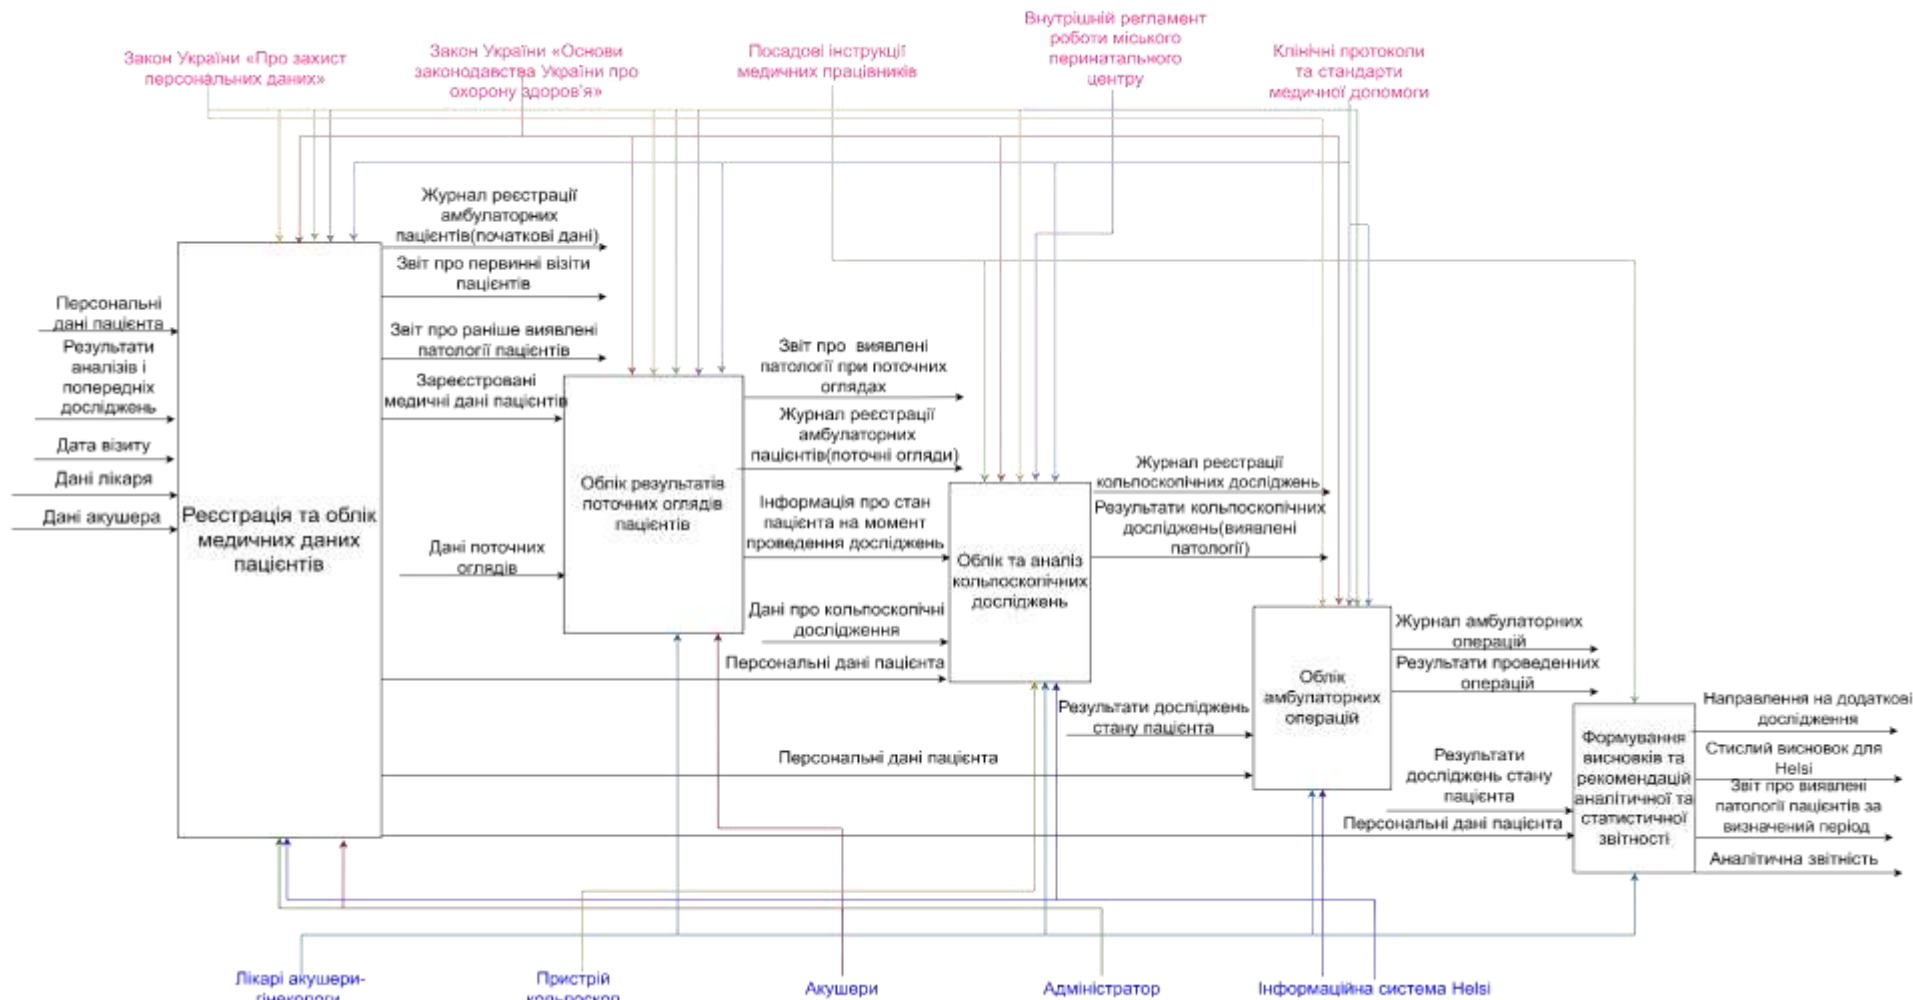 Закон України «Про захист
персональних даних»
Закон України «Основи
законодавства України про
охорону здоров'я»
Посадові інструкції
медичних працівників
Внутрішній регламент
роботи міського
перинатального
центру
Клінічні протоколи
та стандарти
медичної допомоги
Журнал реєстрації
амбулаторних
пацієнтів(початкові дані)
Звіт про первинні візити
пацієнтів
Звіт про раніше виявлені
патології пацієнтів
Зареєстровані
медичні дані пацієнтів
Персональні
дані пацієнта
Результати
аналізів і
попередніх
досліджень
Дата візиту
Дані лікаря
Дані акушера
Реєстрація та облік
медичних даних
пацієнтів
Дані поточних
оглядів
Облік результатів
поточних оглядів
пацієнтів
Звіт про виявлені
патології при поточних
оглядах
Журнал реєстрації
амбулаторних
пацієнтів(поточні огляди)
Інформація про стан
пацієнта на момент
проведення досліджень
Дані про кольпоскопічні
дослідження
Персональні дані пацієнта
Облік та аналіз
кольпоскопічних
досліджень
Журнал реєстрації
кольпоскопічних досліджень
Результати кольпоскопічних
досліджень(виявлені
патології)
Результати досліджень
стану пацієнта
Персональні дані пацієнта
Облік
амбулаторних
операцій
Журнал амбулаторних
операцій
Результати проведенних
операцій
Результати
досліджень стану
пацієнта
Персональні дані пацієнта
Формування
висновків та
рекомендацій
аналітичної та
статистичної
звітності
Направлення на додаткові
дослідження
Стислий висновок для
Helsi
Звіт про виявлені
патології пацієнтів за
визначений період
Аналітична звітність
Лікарі акушери-
гінекологи
Пристрій
кольпоскоп
Акушери
Адміністратор
Інформаційна система Helsi